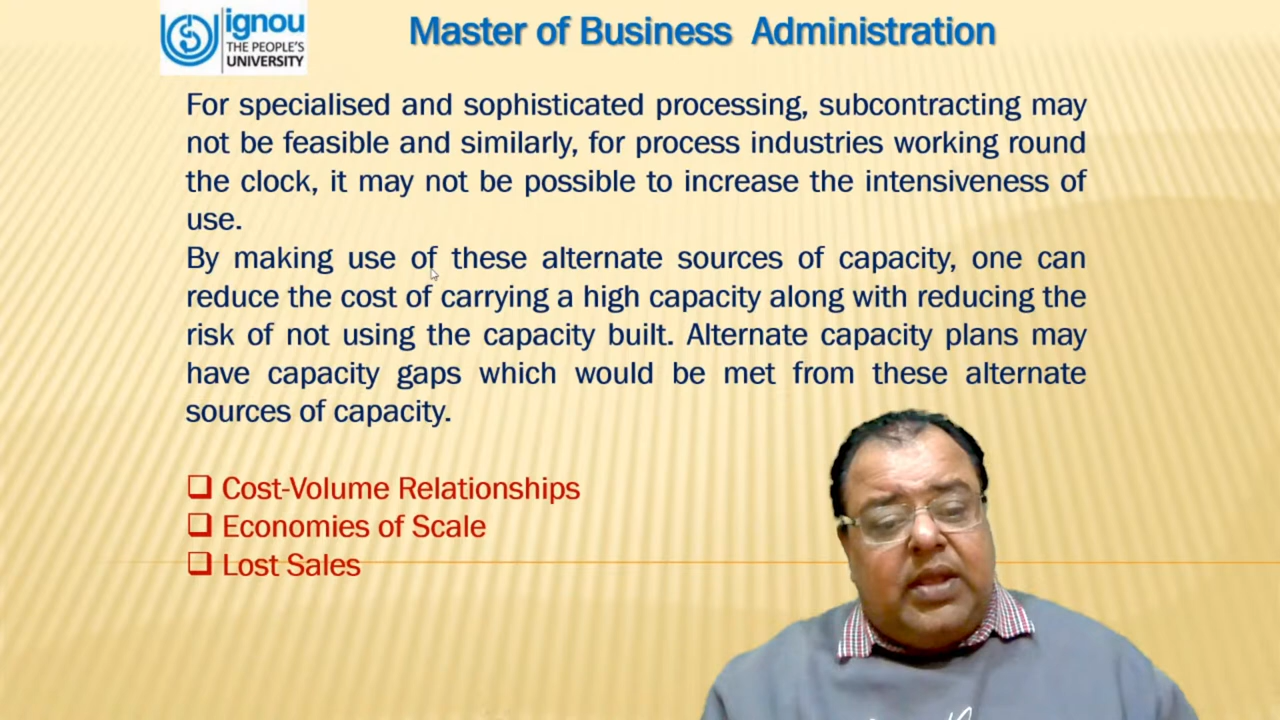 ignou
THE PEOPLE'S
UNIVERSITY
Master of Business Administration
For specialised and sophisticated processing, subcontracting may
not be feasible and similarly, for process industries working round
the clock, it may not be possible to increase the intensiveness of
use.
By making use of these alternate sources of capacity, one can
reduce the cost of carrying a high capacity along with reducing the
risk of not using the capacity built. Alternate capacity plans may
have capacity gaps which would be met from these alternate
sources of capacity.
❑ Cost-Volume Relationships
❑ Economies of Scale
❑ Lost Sales